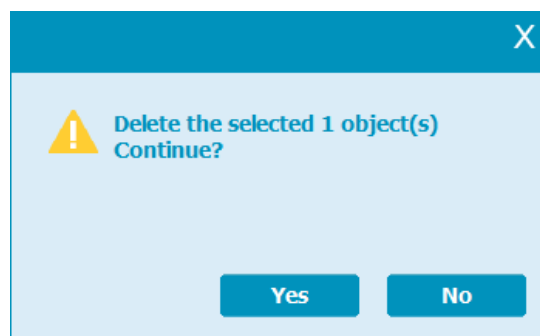 X
Delete the selected 1 object(s)
Continue?
Yes No